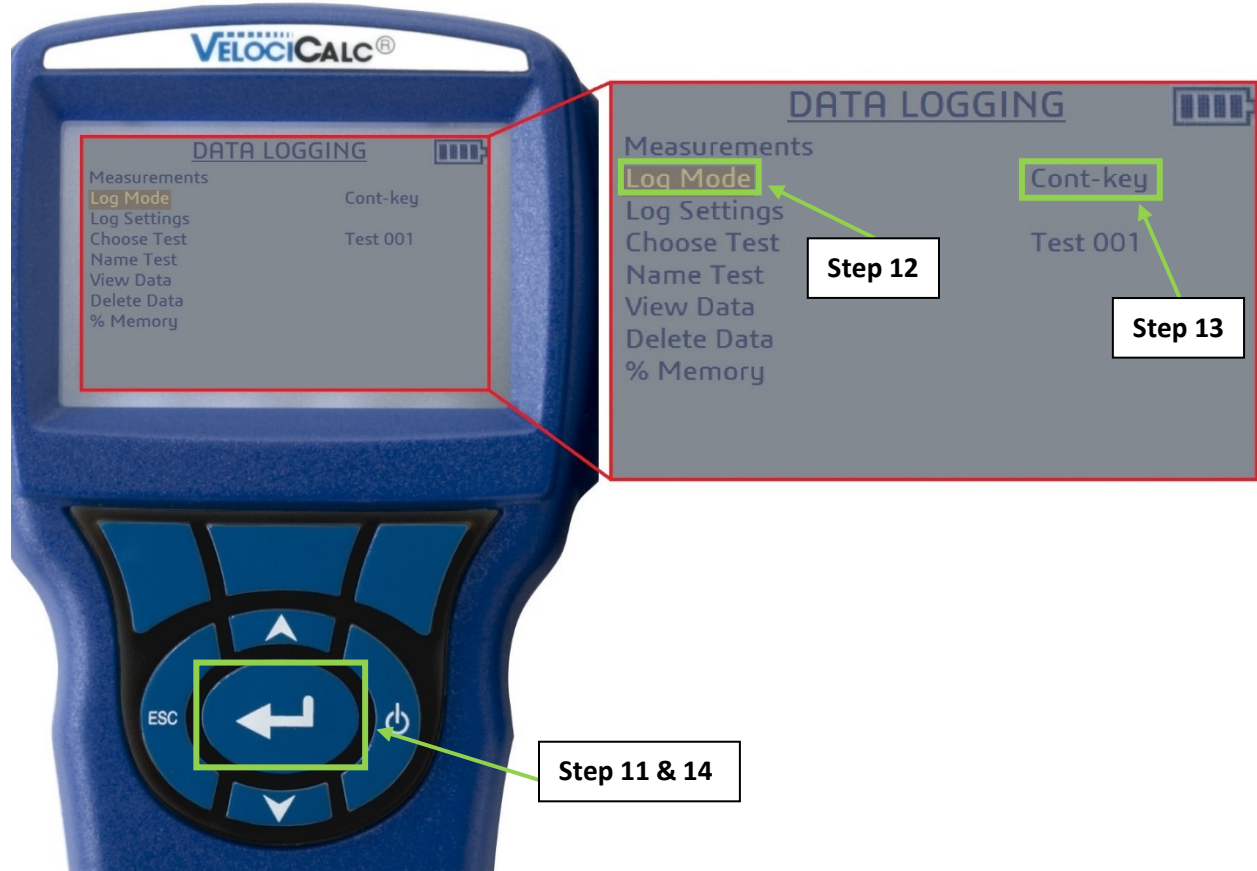 VELOCICALC®
DATA LOGGING
Measurements
Log Mode Cont-key
Log Settings
Choose Test Test 001
Name Test
View Data
Delete Data
% Memory
ESC
DATA LOGGING
Measurements
Log Mode Cont-key
Log Settings
Choose Test Test 001
Name Test
View Data
Delete Data
% Memory
Step 12
Step 13
Step 11 & 14